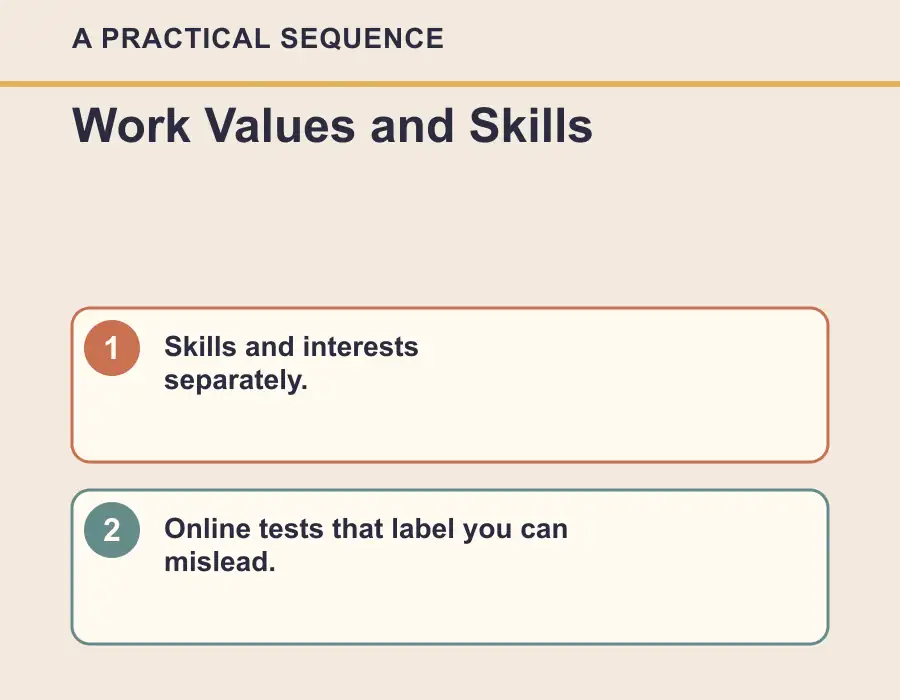 A PRACTICAL SEQUENCE
Work Values and Skills
1
Skills and interests
separately.
2
Online tests that label you can
mislead.